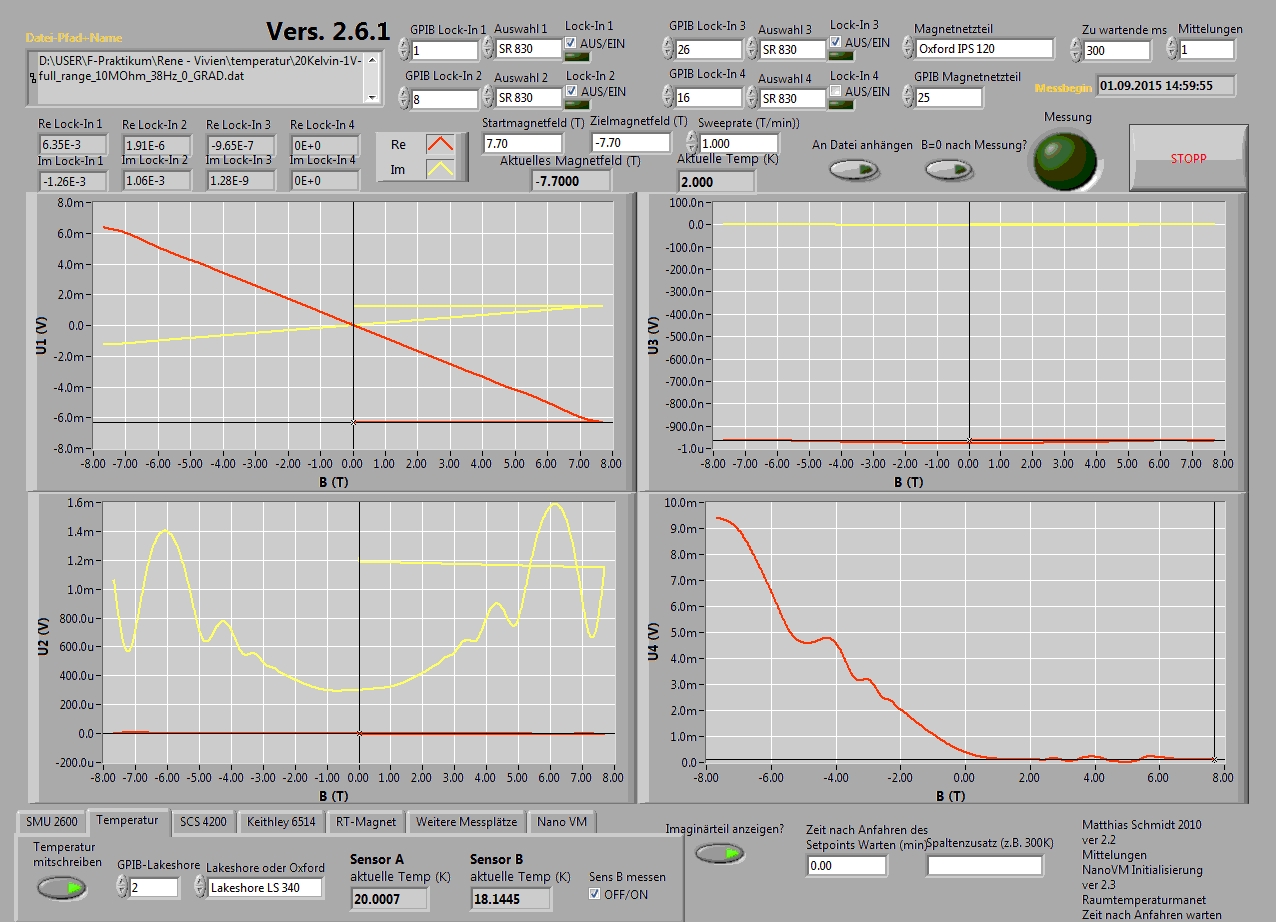 Datei-Pfad--Name
Vers. 2.6.1
D:\USER\F-Praktikum\Rene - Vivien\temperatur\20Kelvin-1V-
full_range_10MOhm_38Hz_0_GRAD.dat
GPIB Lock-In 1 Auswahl 1 Lock-In 1
1 SR 830 AUS/EIN
GPIB Lock-In 2 Auswahl 2 Lock-In 2
8 SR 830 AUS/EIN
GPIB Lock-In 3 Auswahl 3 Lock-In 3
26 SR 830 AUS/EIN
GPIB Lock-In 4 Auswahl 4 Lock-In 4
16 SR 830 AUS/EIN
Magnetnetzteil
Oxford IPS 120
GPIB Magnetnetzteil
25
Zu wartende ms Mittelungen
300 1
Messbegin 01.09.2015 14:59:55
Re Lock-In 1 Re Lock-In 2 Re Lock-In 3 Re Lock-In 4
6.35E-3 1.91E-6 -9.65E-7 0E+0
Im Lock-In 1 Im Lock-In 2 Im Lock-In 3 Im Lock-In 4
-1.26E-3 1.06E-3 1.28E-9 0E+0
Re
Im
Startmagnetfeld (T) Zielmagnetfeld (T) Sweeprate (T/min))
7.70 -7.70 1.000
Aktuelles Magnetfeld (T) Aktuelle Temp (K)
-7.7000 2.000
An Datei anhängen B=0 nach Messung?
Messung
STOPP
8.0m
6.0m
4.0m
2.0m
0.0
-2.0m
-4.0m
-6.0m
-8.0m
U1 (V)
-8.00 -7.00 -6.00 -5.00 -4.00 -3.00 -2.00 -1.00 0.00 1.00 2.00 3.00 4.00 5.00 6.00 7.00 8.00
B (T)
100.0n
0.0
-100.0n
-200.0n
-300.0n
-400.0n
-500.0n
-600.0n
-700.0n
-800.0n
-900.0n
-1.0u
U3 (V)
-8.00 -7.00 -6.00 -5.00 -4.00 -3.00 -2.00 -1.00 0.00 1.00 2.00 3.00 4.00 5.00 6.00 7.00 8.00
B (T)
1.6m
1.4m
1.2m
1.0m
800.0u
600.0u
400.0u
200.0u
0.0
-200.0u
U2 (V)
-8.00 -7.00 -6.00 -5.00 -4.00 -3.00 -2.00 -1.00 0.00 1.00 2.00 3.00 4.00 5.00 6.00 7.00 8.00
B (T)
10.0m
9.0m
8.0m
7.0m
6.0m
5.0m
4.0m
3.0m
2.0m
1.0m
0.0
U4 (V)
-8.00 -6.00 -4.00 -2.00 0.00 2.00 4.00 6.00 8.00
B (T)
SMU 2600 Temperatur SCS 4200 Keithley 6514 RT-Magnet Weitere Messplätze Nano VM
Temperatur
mitschreiben
GPIB-Lakeshore Lakeshore oder Oxford
2 Lakeshore LS 340
Sensor A
aktuelle Temp (K)
20.0007
Sensor B
aktuelle Temp (K)
18.1445
Sens B messen
OFF/ON
Imaginärteil anzeigen?
Zeit nach Anfahren des
Setpoints Warten (min)
0.00
Spaltenzusatz (z.B. 300K)
Matthias Schmidt 2010
ver 2.2
Mittelungen
NanoVM Initialisierung
ver 2.3
Raumtemperaturmanet
Zeit nach Anfahren warten